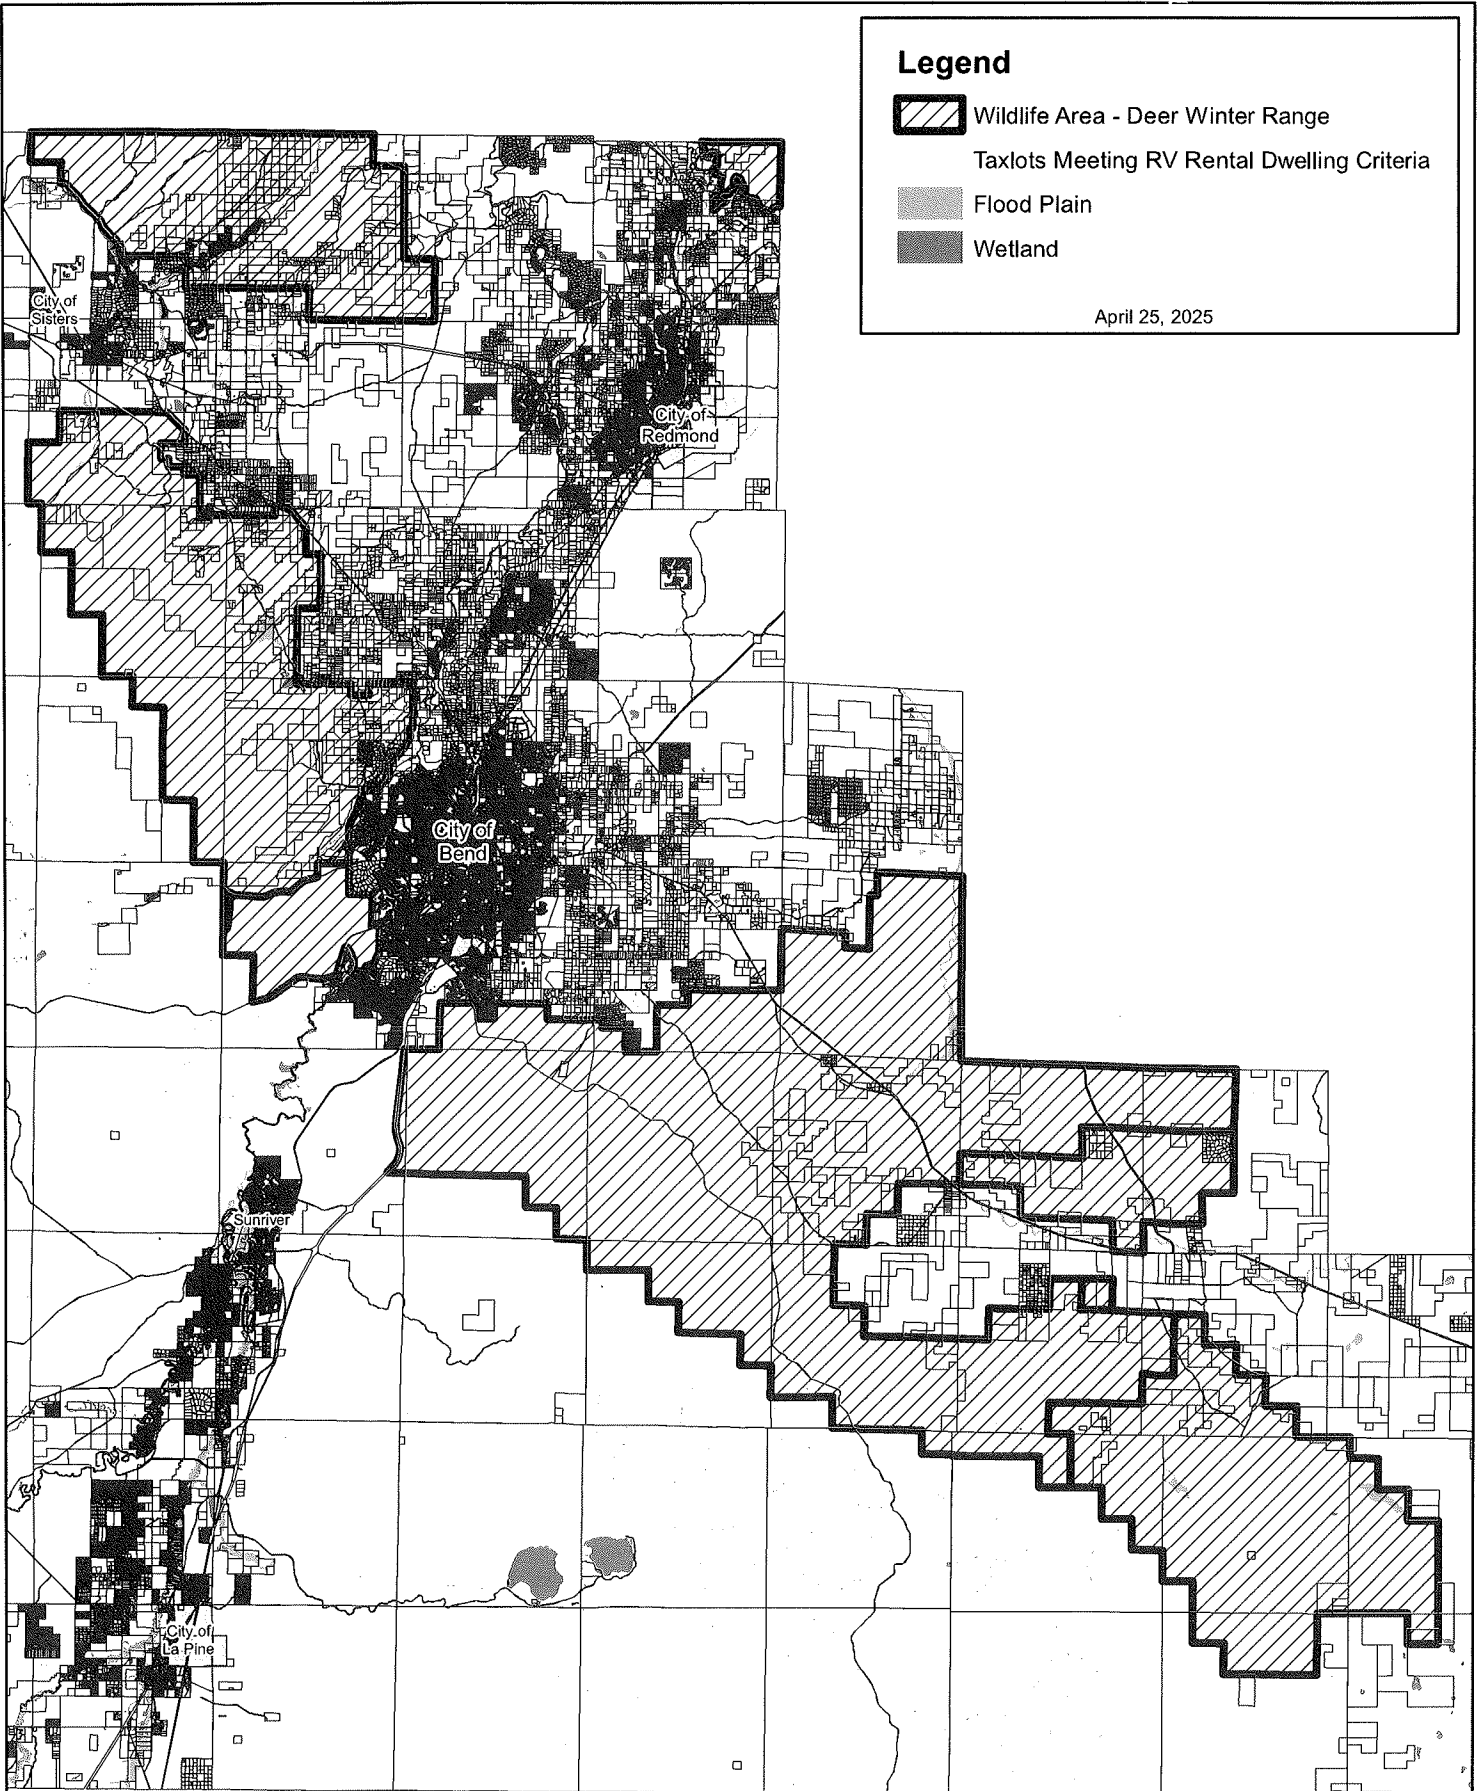 Legend
Wildlife Area - Deer Winter Range
Taxlots Meeting RV Rental Dwelling Criteria
Flood Plain
Wetland
April 25, 2025
City of
Sisters
City of
Redmond
City of
Bend
Sunriver
City of
La Pine